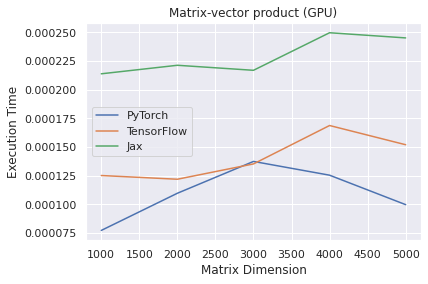 Matrix-vector product (GPU)
Execution Time
0.000250
0.000225
0.000200
0.000175
0.000150
0.000125
0.000100
0.000075
PyTorch
TensorFlow
Jax
1000 1500 2000 2500 3000 3500 4000 4500 5000
Matrix Dimension